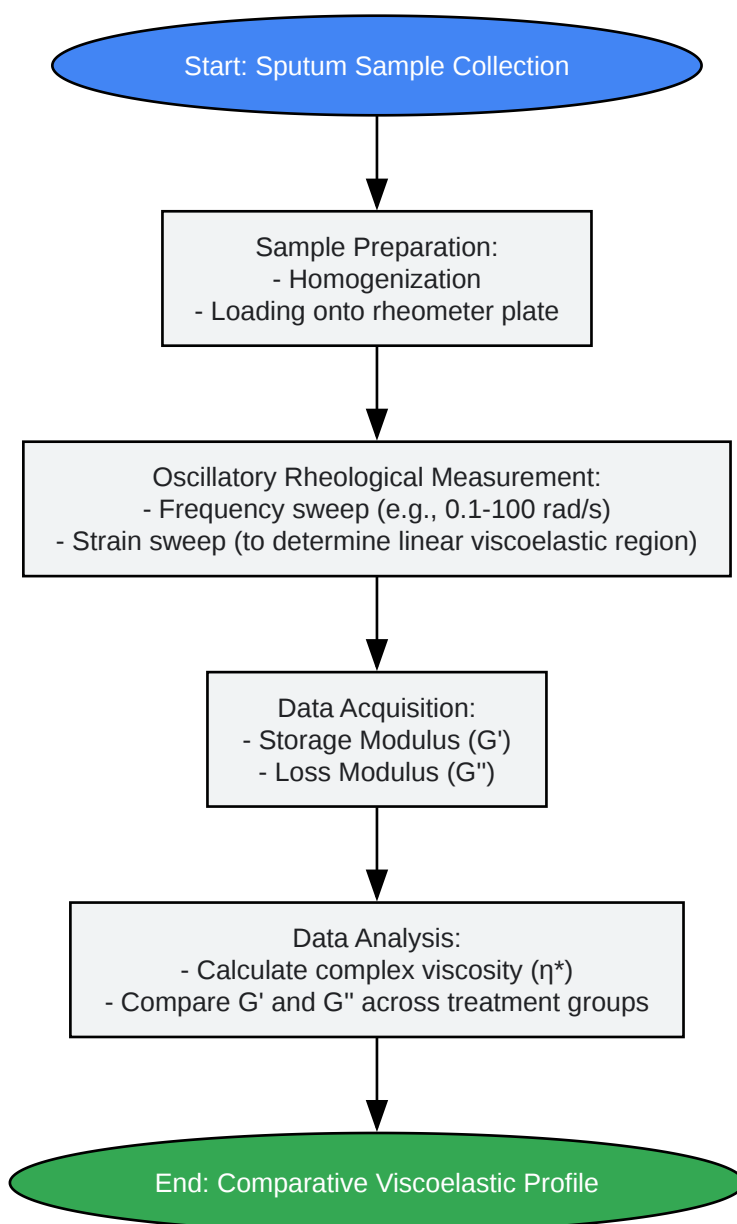 Start: Sputum Sample Collection
Sample Preparation:
- Homogenization
- Loading onto rheometer plate
Oscillatory Rheological Measurement:
- Frequency sweep (e.g., 0.1-100 rad/s)
- Strain sweep (to determine linear viscoelastic region)
Data Acquisition:
- Storage Modulus (G')
- Loss Modulus (G'')
Data Analysis:
- Calculate complex viscosity (η*)
- Compare G' and G'' across treatment groups
End: Comparative Viscoelastic Profile